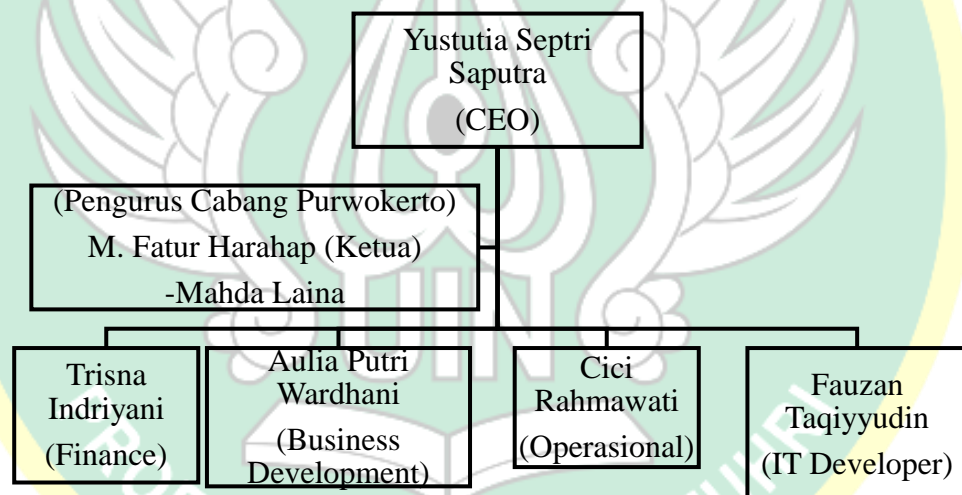 Yustutia Septri
Saputra
(CEO)
(Pengurus Cabang Purwokerto)
M. Fatur Harahap (Ketua)
-Mahda Laina
Trisna
Indriyani
(Finance)
Aulia Putri
Wardhani
(Business
Development)
Cici
Rahmawati
(Operasional)
Fauzan
Taqiyyudin
(IT Developer)
UIN